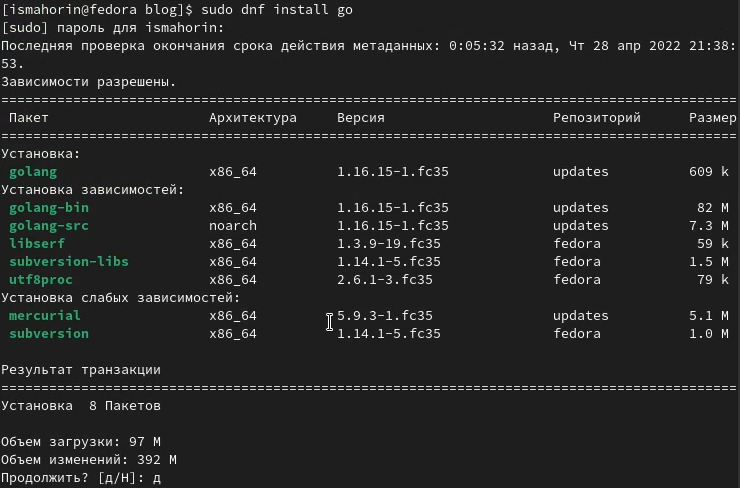 [ismahorin@fedora blog]$ sudo dnf install go
[sudo] пароль для ismahorin:
Последняя проверка окончания срока действия метаданных: 0:05:32 назад, Чт 28 апр 2022 21:38:
53.
Зависимости разрешены.
================================================================================
Пакет Архитектура Версия Репозиторий Размер
================================================================================
Установка:
golang x86_64 1.16.15-1.fc35 updates 609 k
Установка зависимостей:
golang-bin x86_64 1.16.15-1.fc35 updates 82 M
golang-src noarch 1.16.15-1.fc35 updates 7.3 M
libserf x86_64 1.3.9-19.fc35 fedora 59 k
subversion-libs x86_64 1.14.1-5.fc35 fedora 1.5 M
utf8proc x86_64 2.6.1-3.fc35 fedora 79 k
Установка слабых зависимостей:
mercurial x86_64 5.9.3-1.fc35 updates 5.1 M
subversion x86_64 1.14.1-5.fc35 fedora 1.0 M
Результат транзакции
================================================================================
Установка 8 Пакетов
Объем загрузки: 97 M
Объем изменений: 392 M
Продолжить? [д/Н]: д